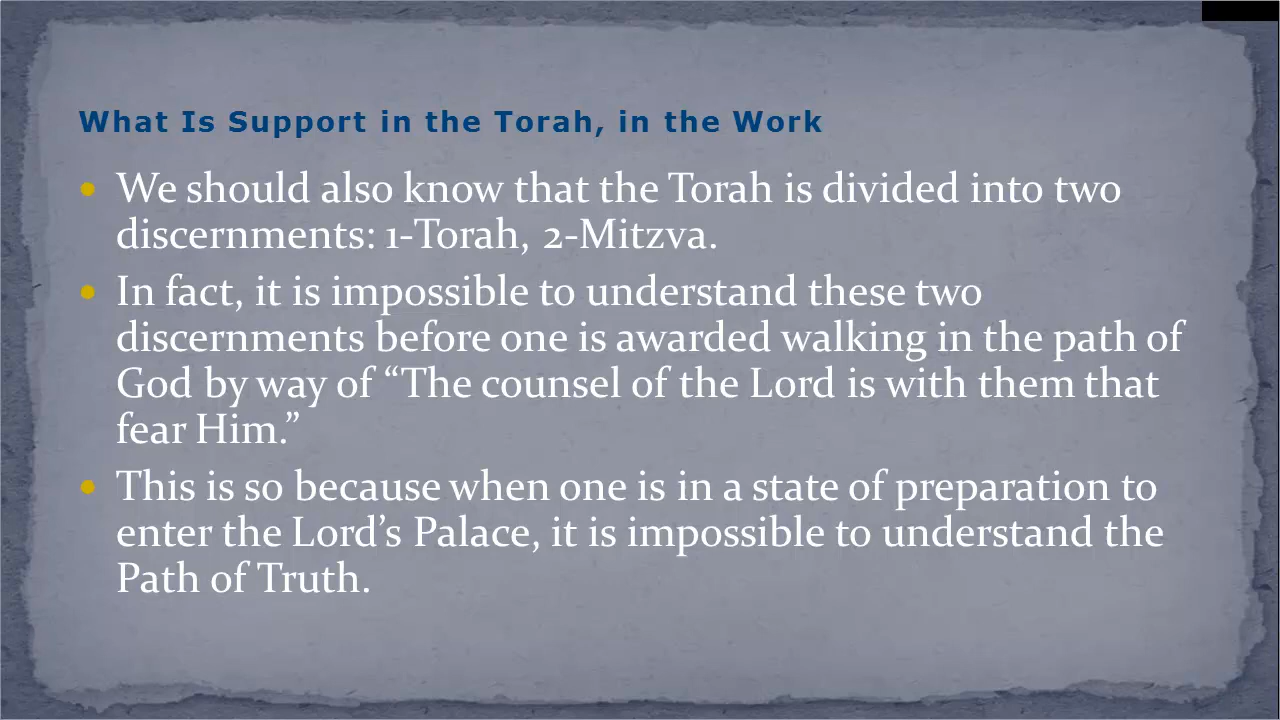 What Is Support in the Torah, in the Work
• We should also know that the Torah is divided into two
discernments: 1-Torah, 2-Mitzva.
• In fact, it is impossible to understand these two
discernments before one is awarded walking in the path of
God by way of “The counsel of the Lord is with them that
fear Him.”
• This is so because when one is in a state of preparation to
enter the Lord’s Palace, it is impossible to understand the
Path of Truth.